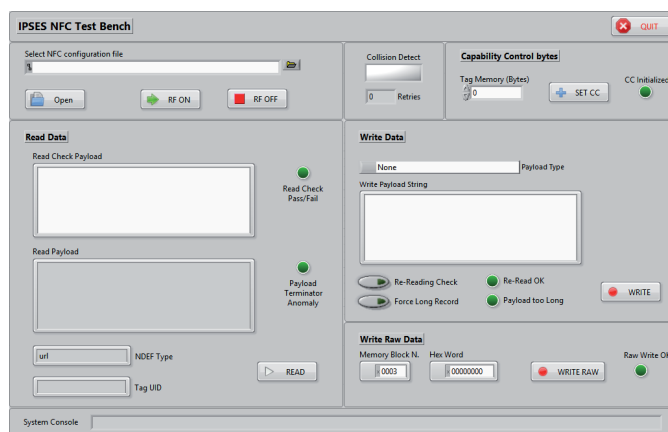 IPSES NFC Test Bench
QUIT
Select NFC configuration file
Open
RF ON
RF OFF
Collision Detect
0
Retries
Capability Control bytes
Tag Memory (Bytes)
0
SET CC
CC Initialized
Read Data
Read Check Payload
Read Check
Pass/Fail
Read Payload
Payload
Terminator
Anomaly
url
NDEF Type
Tag UID
READ
Write Data
None
Payload Type
Write Payload String
Re-Reading Check
Re-Read OK
Force Long Record
Payload too Long
WRITE
Write Raw Data
Memory Block N.
Hex Word
0003
00000000
WRITE RAW
Raw Write OK
System Console